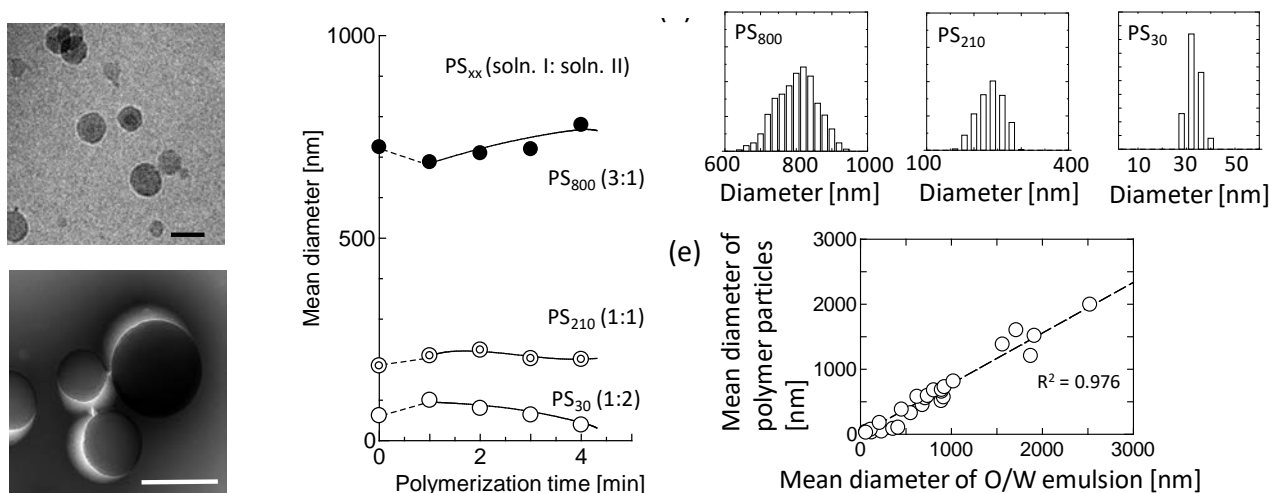 1000
500
0
Mean diameter [nm]
PSₓₓ (soln. I: soln. II)
PS₈₀₀ (3:1)
PS₂₁₀ (1:1)
PS₃₀ (1:2)
0 2 4
Polymerization time [min]
PS₈₀₀
600 800 1000
Diameter [nm]
PS₂₁₀
100 400
Diameter [nm]
PS₃₀
10 30 50
Diameter [nm]
(e)
Mean diameter of
polymer particles
[nm]
3000
2000
1000
0
R² = 0.976
0 1000 2000 3000
Mean diameter of O/W emulsion [nm]